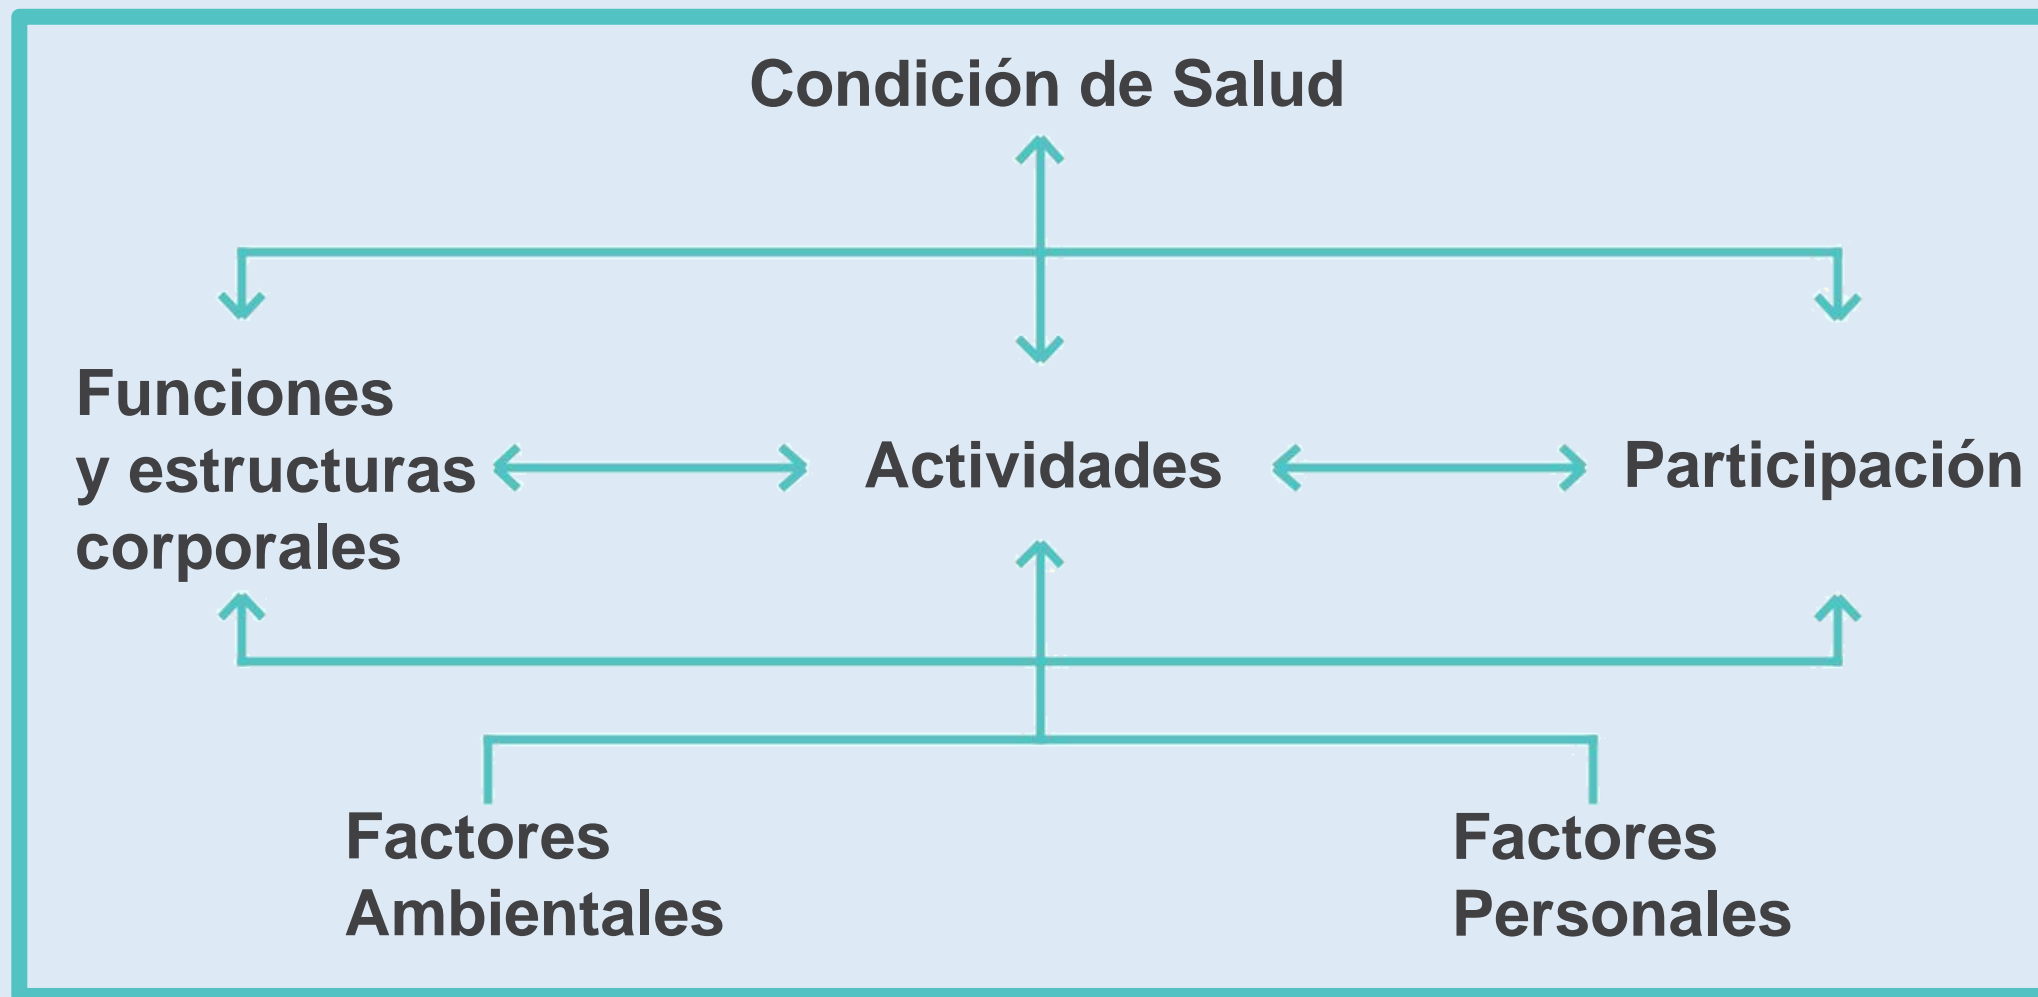 Condición de Salud
Funciones
y estructuras
corporales
Actividades
Participación
Factores
Ambientales
Factores
Personales